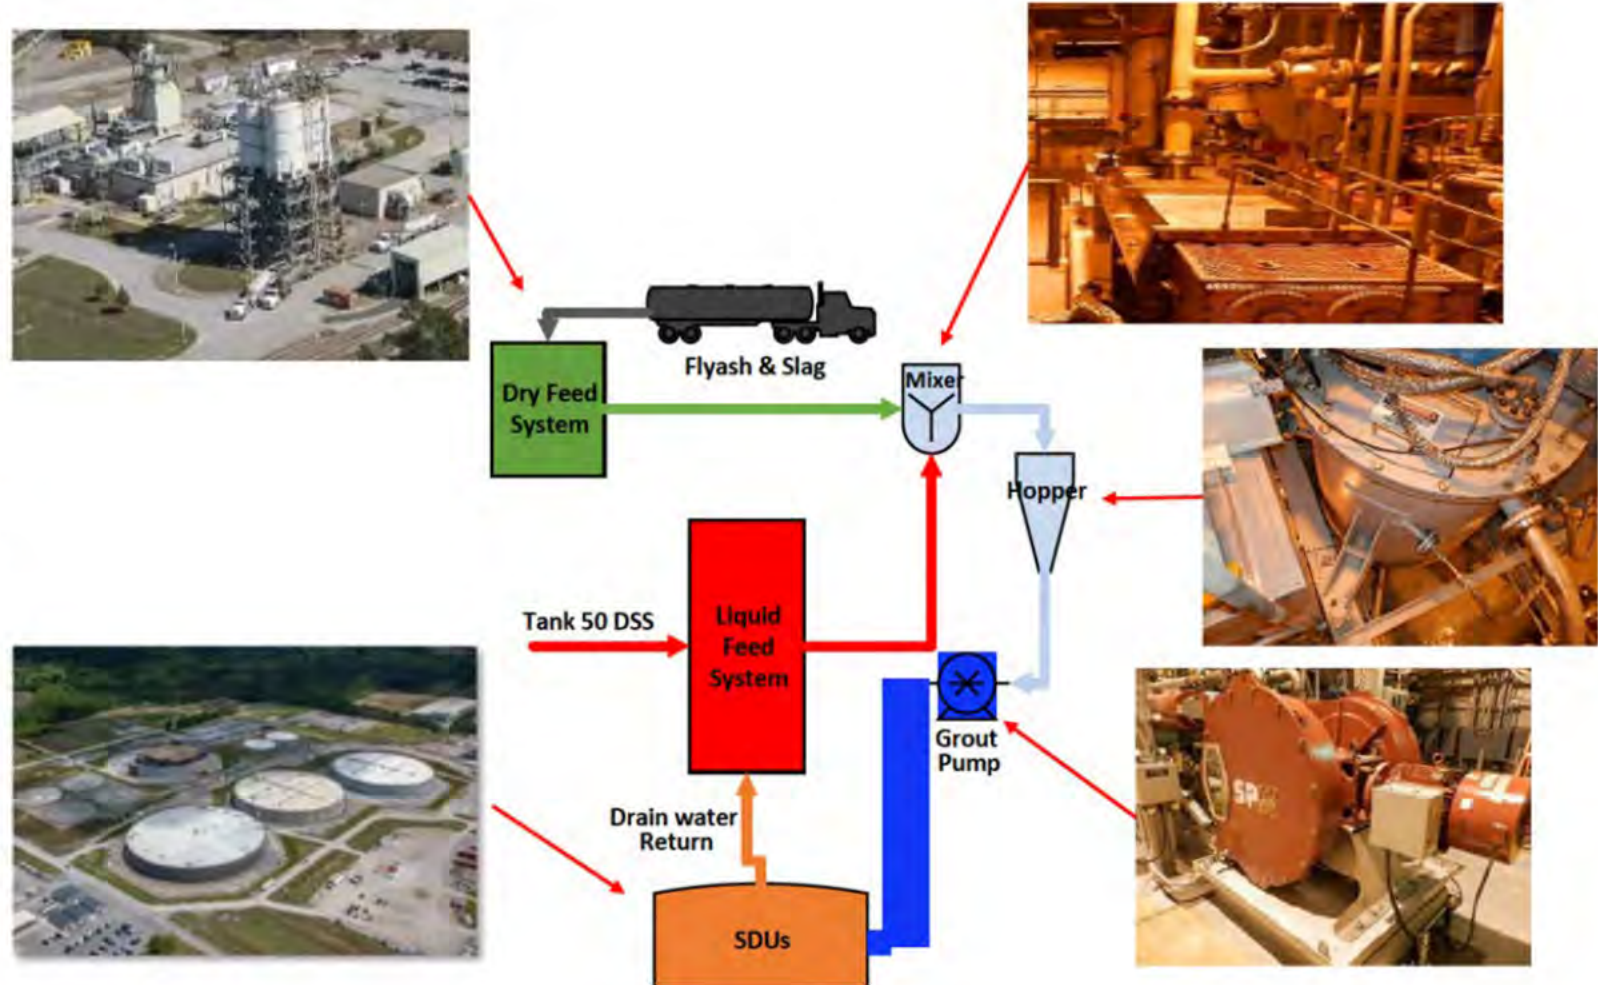 Flyash & Slag
Dry Feed
System
Mixer
Hopper
Tank 50 DSS
Liquid
Feed
System
Grout
Pump
Drain water
Return
SDUs
SP